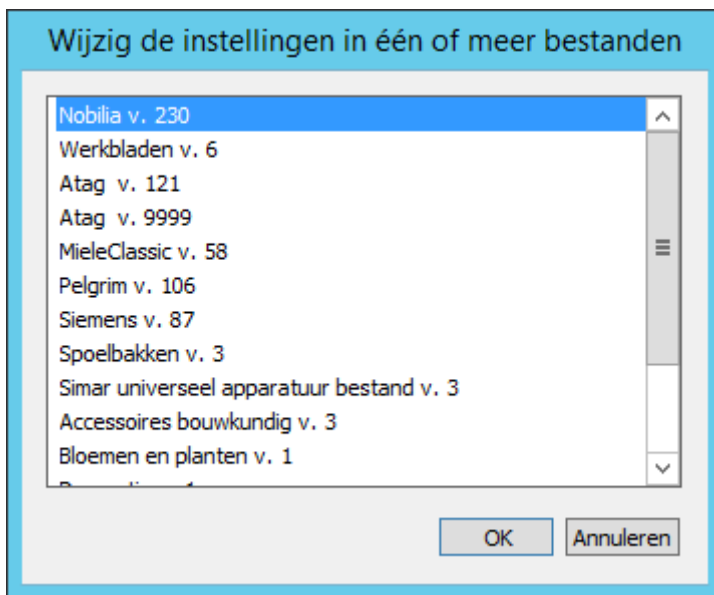 Wijzig de instellingen in één of meer bestanden
Nobilia v. 230
Werkbladen v. 6
Atag  v. 121
Atag  v. 9999
MieleClassic v. 58
Pelgrim v. 106
Siemens v. 87
Spoelbakken v. 3
Simar universeel apparatuur bestand v. 3
Accessoires bouwkundig v. 3
Bloemen en planten v. 1
OK
Annuleren